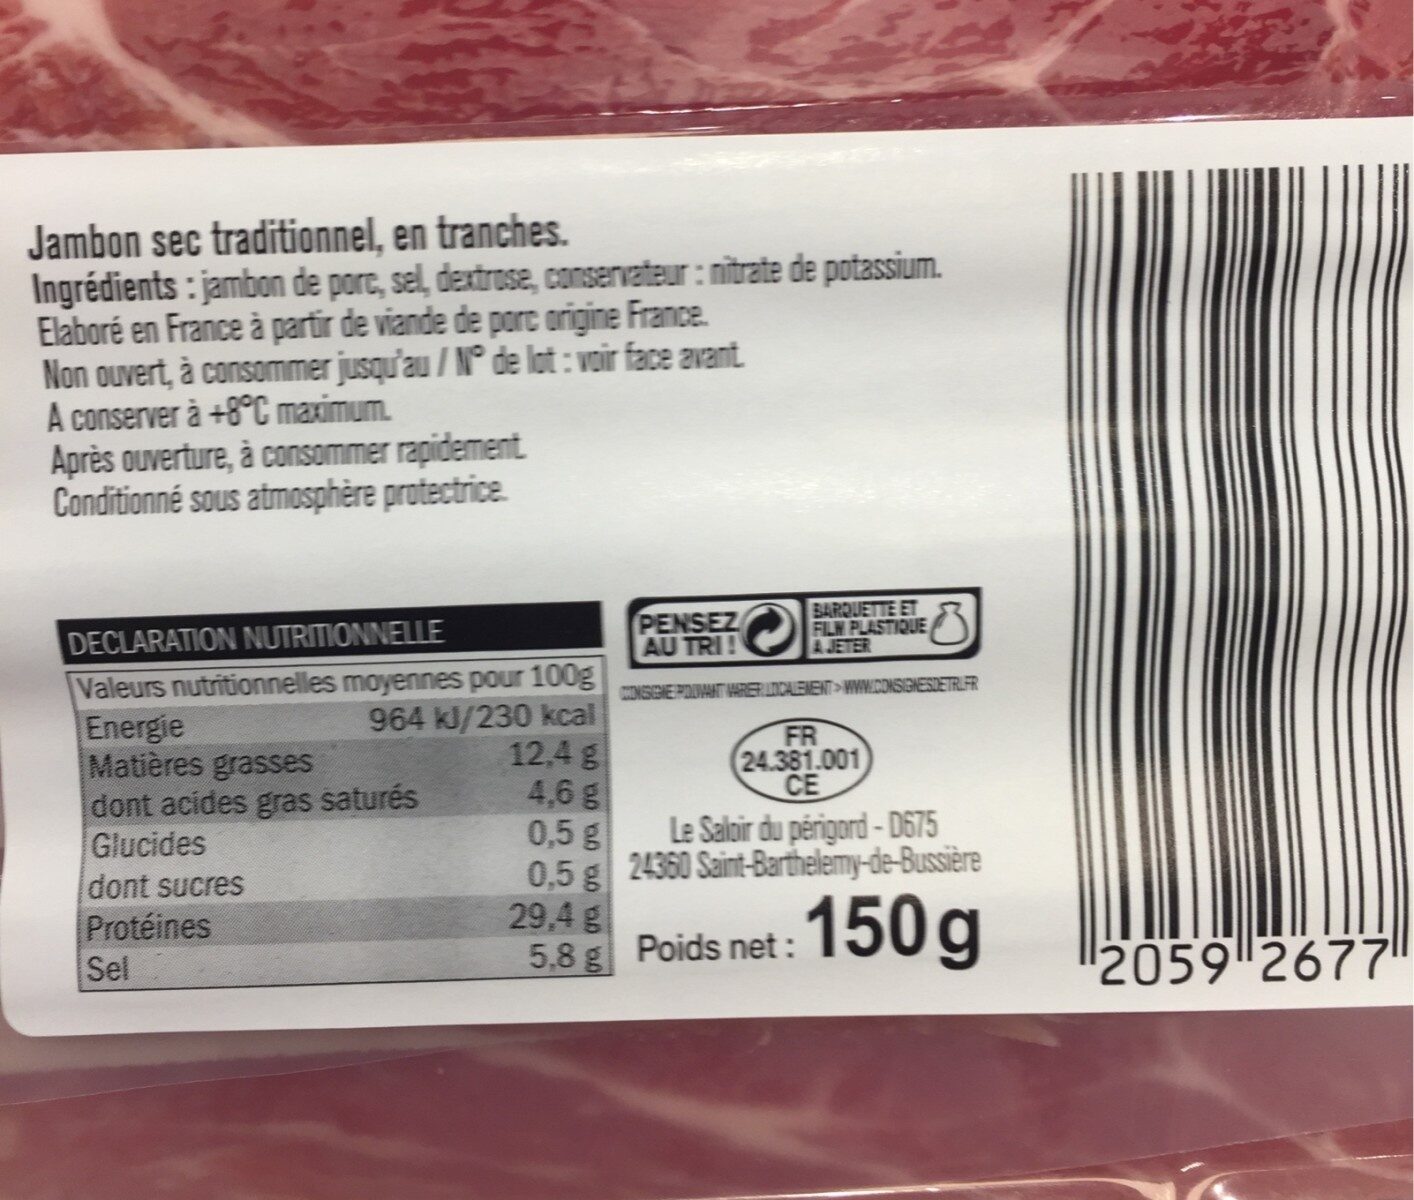 Jambon sec traditionnel, en tranches.
Ingrédients : jambon de porc, sel, dextrose, conservateur : nitrate de potassium.
Elaboré en France à partir de viande de porc origine France.
Non ouvert, à consommer jusqu'au / N° de lot : voir face avant.
A conserver à +8°C maximum.
Après ouverture, à consommer rapidement.
Conditionné sous atmosphère protectrice.
DECLARATION NUTRITIONNELLE
Valeurs nutritionnelles moyennes pour 100g
Energie 964 kJ/230 kcal
Matières grasses 12,4 g
dont acides gras saturés 4,6 g
Glucides 0,5 g
dont sucres 0,5 g
Protéines 29,4 g
Sel 5,8 g
PENSEZ
AU TRI !
BARQUETTE ET
FILM PLASTIQUE
A JETER
CONSIGNE POUVANT VARIER LOCALEMENT > WWW.CONSIGNESDETRI.FR
FR
24.381.001
CE
Le Saloir du périgord - D675
24360 Saint-Barthelemy-de-Bussière
Poids net : 150 g
2059 2677